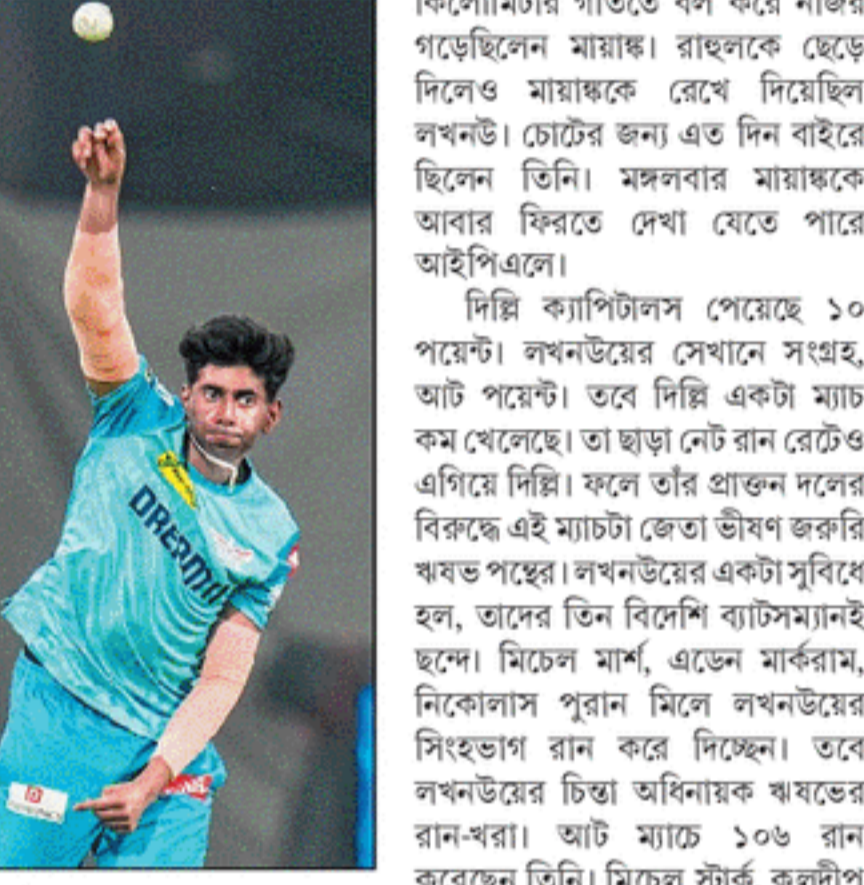 DREAM11
কিলোমিটার গতিতে বল করে নজির
গড়েছিলেন মায়াঙ্ক। রাহুলকে ছেড়ে
দিলেও মায়াঙ্ককে রেখে দিয়েছিল
লখনউ। চোটের জন্য এত দিন বাইরে
ছিলেন তিনি। মঙ্গলবার মায়াঙ্ককে
আবার ফিরতে দেখা যেতে পারে
আইপিএলে।
দিল্লি ক্যাপিটালস পেয়েছে ১০
পয়েন্ট। লখনউয়ের সেখানে সংগ্রহ,
আট পয়েন্ট। তবে দিল্লি একটা ম্যাচ
কম খেলেছে। তা ছাড়া নেট রান রেটেও
এগিয়ে দিল্লি। ফলে তাঁর প্রাক্তন দলের
বিরুদ্ধে এই ম্যাচটা জেতা ভীষণ জরুরি
ঋষভ পন্থের। লখনউয়ের একটা সুবিধে
হল, তাদের তিন বিদেশি ব্যাটসম্যানই
ছন্দে। মিচেল মার্শ, এডেন মার্করাম,
নিকোলাস পুরান মিলে লখনউয়ের
সিংহভাগ রান করে দিচ্ছেন। তবে
লখনউয়ের চিন্তা অধিনায়ক ঋষভের
রান-খরা। আট ম্যাচে ১০৬ রান
করেছেন তিনি। মিচেল স্টার্ক, কুলদীপ